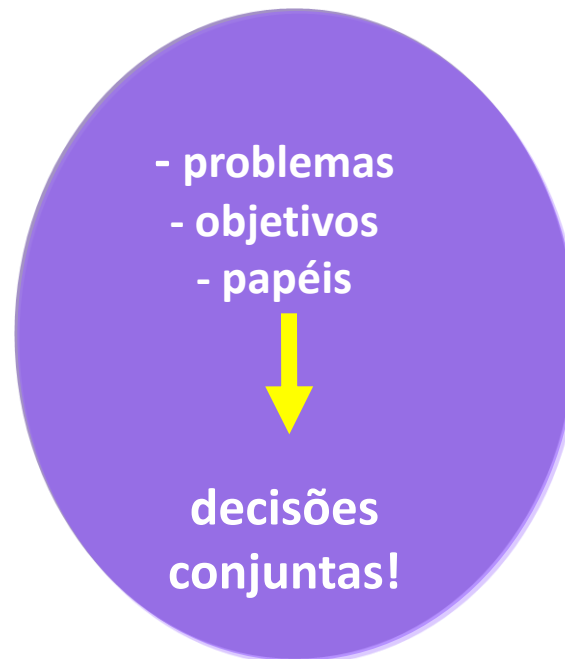 - problemas
- objetivos
- papéis
decisões
conjuntas!